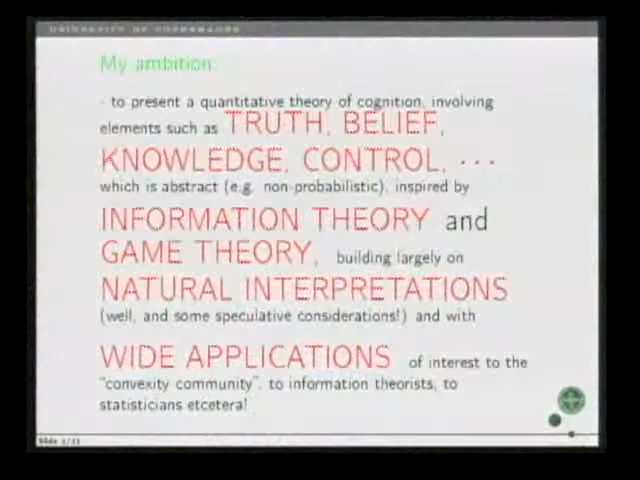 UNIVERSITY OF COPENHAGEN
My ambition:
- to present a quantitative theory of cognition, involving
elements such as TRUTH, BELIEF,
KNOWLEDGE, CONTROL, ···
which is abstract (e.g. non-probabilistic), inspired by
INFORMATION THEORY and
GAME THEORY, building largely on
NATURAL INTERPRETATIONS
(well, and some speculative considerations!) and with
WIDE APPLICATIONS of interest to the
"convexity community", to information theorists, to
statisticians etcetera!
Slide